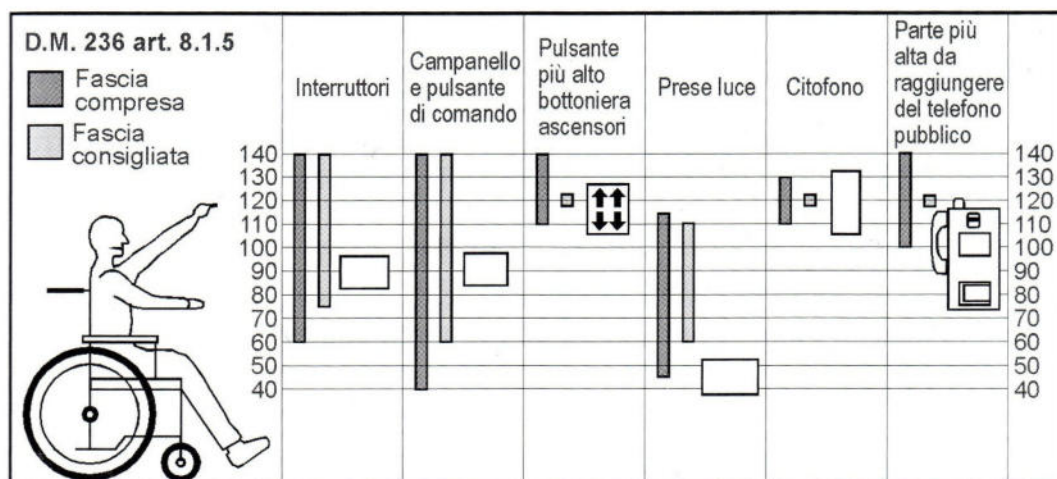 D.M. 236 art. 8.1.5
Fascia
compresa
Fascia
consigliata
Interruttori
Campanello
e pulsante
di comando
Pulsante
più alto
bottoniera
ascensori
Prese luce
Citofono
Parte più
alta da
raggiungere
del telefono
pubblico
140 140
130 130
120 120
110 110
100 100
90 90
80 80
70 70
60 60
50 50
40 40